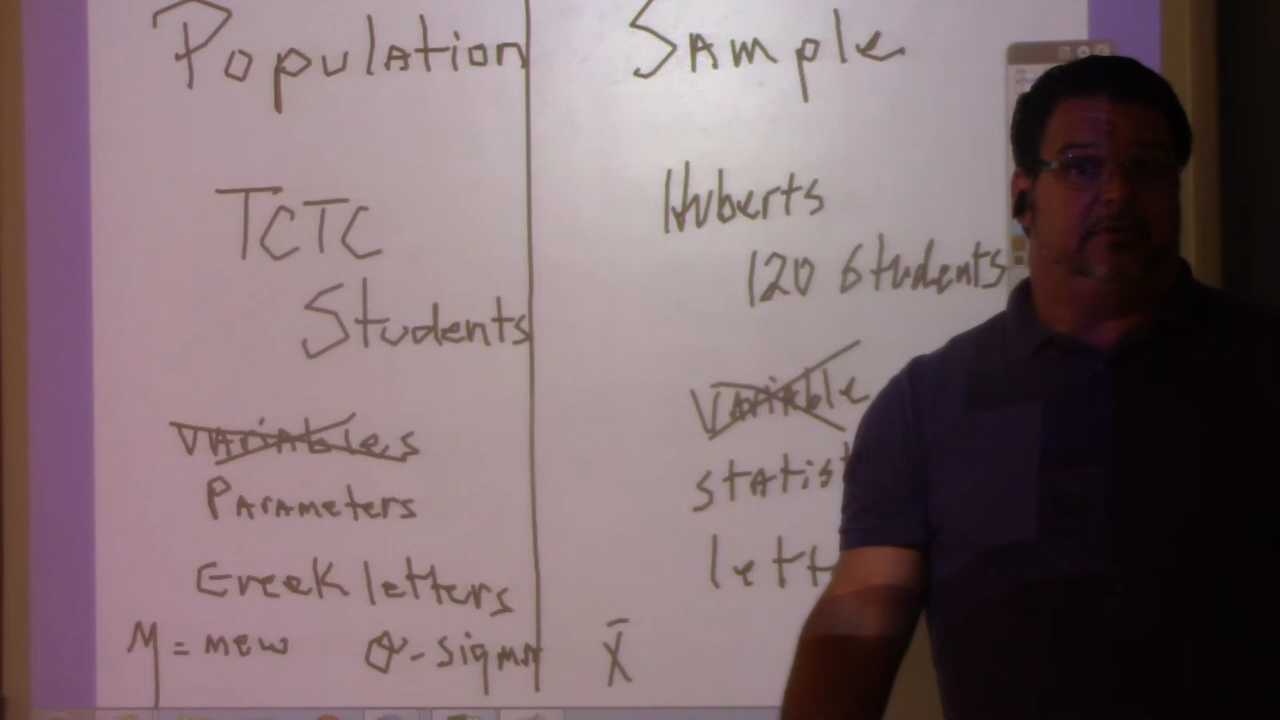 Population
TCTC
Students
Variables
Parameters
Greek letters
μ = mew σ - sigma
Sample
Huberts
120 Students
Variable
statist
lett
X̄